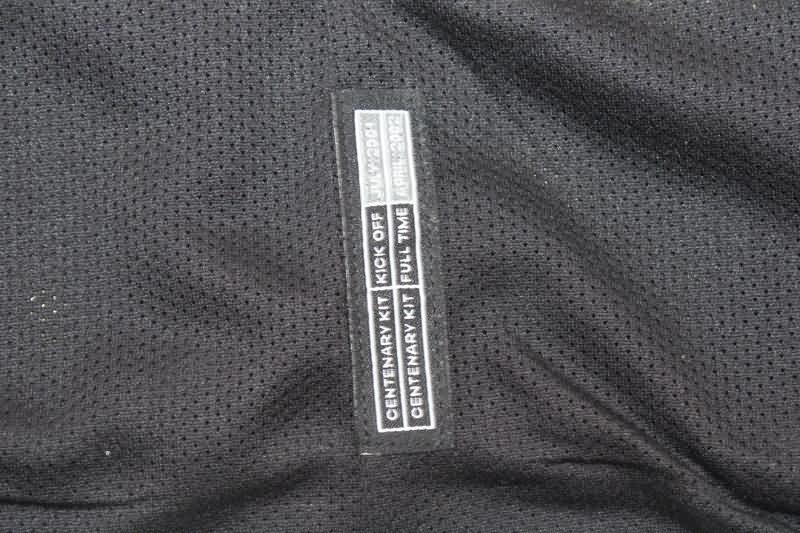 CENTENARY KIT KICK OFF JULY 2001
CENTENARY KIT FULL TIME APRIL 2002